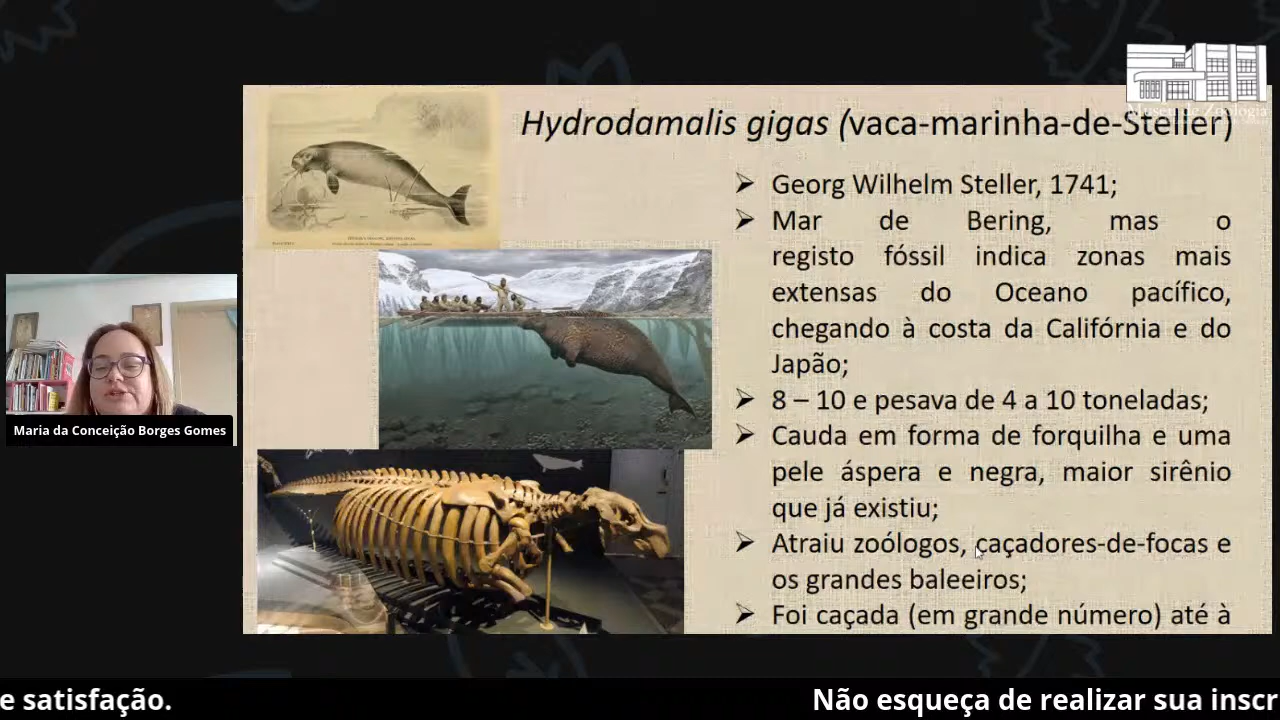 Museu de Zoologia
Hydrodamalis gigas (vaca-marinha-de-Steller)
➢ Georg Wilhelm Steller, 1741;
➢ Mar de Bering, mas o
registo fóssil indica zonas mais
extensas do Oceano pacífico,
chegando à costa da Califórnia e do
Japão;
➢ 8 – 10 e pesava de 4 a 10 toneladas;
➢ Cauda em forma de forquilha e uma
pele áspera e negra, maior sirênio
que já existiu;
➢ Atraiu zoólogos, caçadores-de-focas e
os grandes baleeiros;
➢ Foi caçada (em grande número) até à
Maria da Conceição Borges Gomes
e satisfação.
Não esqueça de realizar sua inscr